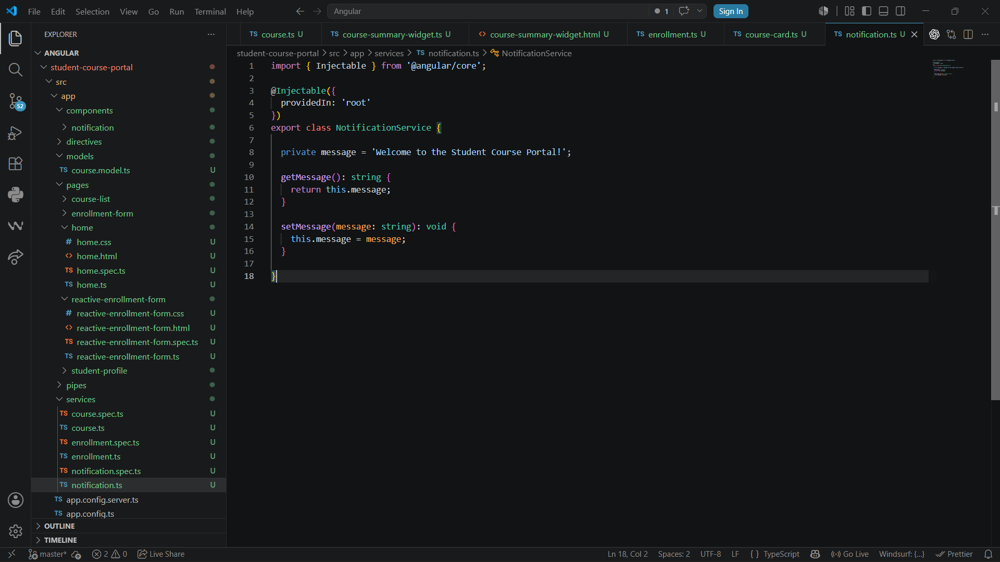 File Edit Selection View Go Run Terminal Help
Angular
1
Sign In
EXPLORER
course.ts U
course-summary-widget.ts U
course-summary-widget.html U
enrollment.ts U
course-card.ts U
notification.ts U
ANGULAR
student-course-portal
src
app
components
notification
directives
models
TS course.model.ts U
pages
course-list
enrollment-form
home
# home.css U
<> home.html U
TS home.spec.ts U
TS home.ts U
reactive-enrollment-form
# reactive-enrollment-form.css U
<> reactive-enrollment-form.html U
TS reactive-enrollment-form.spec.ts U
TS reactive-enrollment-form.ts U
student-profile
pipes
services
TS course.spec.ts U
TS course.ts U
TS enrollment.spec.ts U
TS enrollment.ts U
TS notification.spec.ts U
TS notification.ts U
TS app.config.server.ts
TS app.config.ts
OUTLINE
TIMELINE
52
student-course-portal > src > app > services > TS notification.ts > NotificationService
1 import { Injectable } from '@angular/core';
2
3 @Injectable({
4 providedIn: 'root'
5 })
6 export class NotificationService {
7
8 private message = 'Welcome to the Student Course Portal!';
9
10 getMessage(): string {
11 return this.message;
12 }
13
14 setMessage(message: string): void {
15 this.message = message;
16 }
17
18 }
master* 2 0 Live Share
Ln 18, Col 2 Spaces: 2 UTF-8 LF { } TypeScript Go Live Windsurf: {...} Prettier